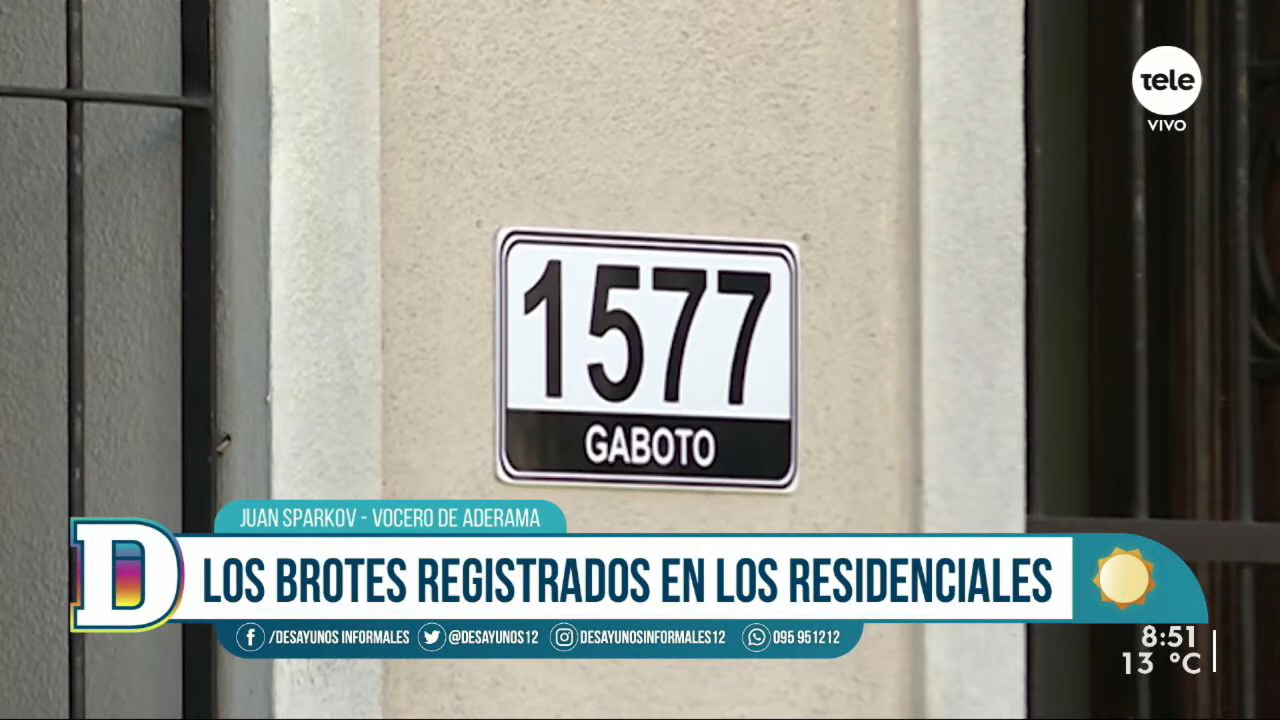 tele
VIVO
1577
GABOTO
JUAN SPARKOV - VOCERO DE ADERAMA
D
LOS BROTES REGISTRADOS EN LOS RESIDENCIALES
/DESAYUNOS INFORMALES @DESAYUNOS12 DESAYUNOSINFORMALES12 095 951212
8:51
13 °C